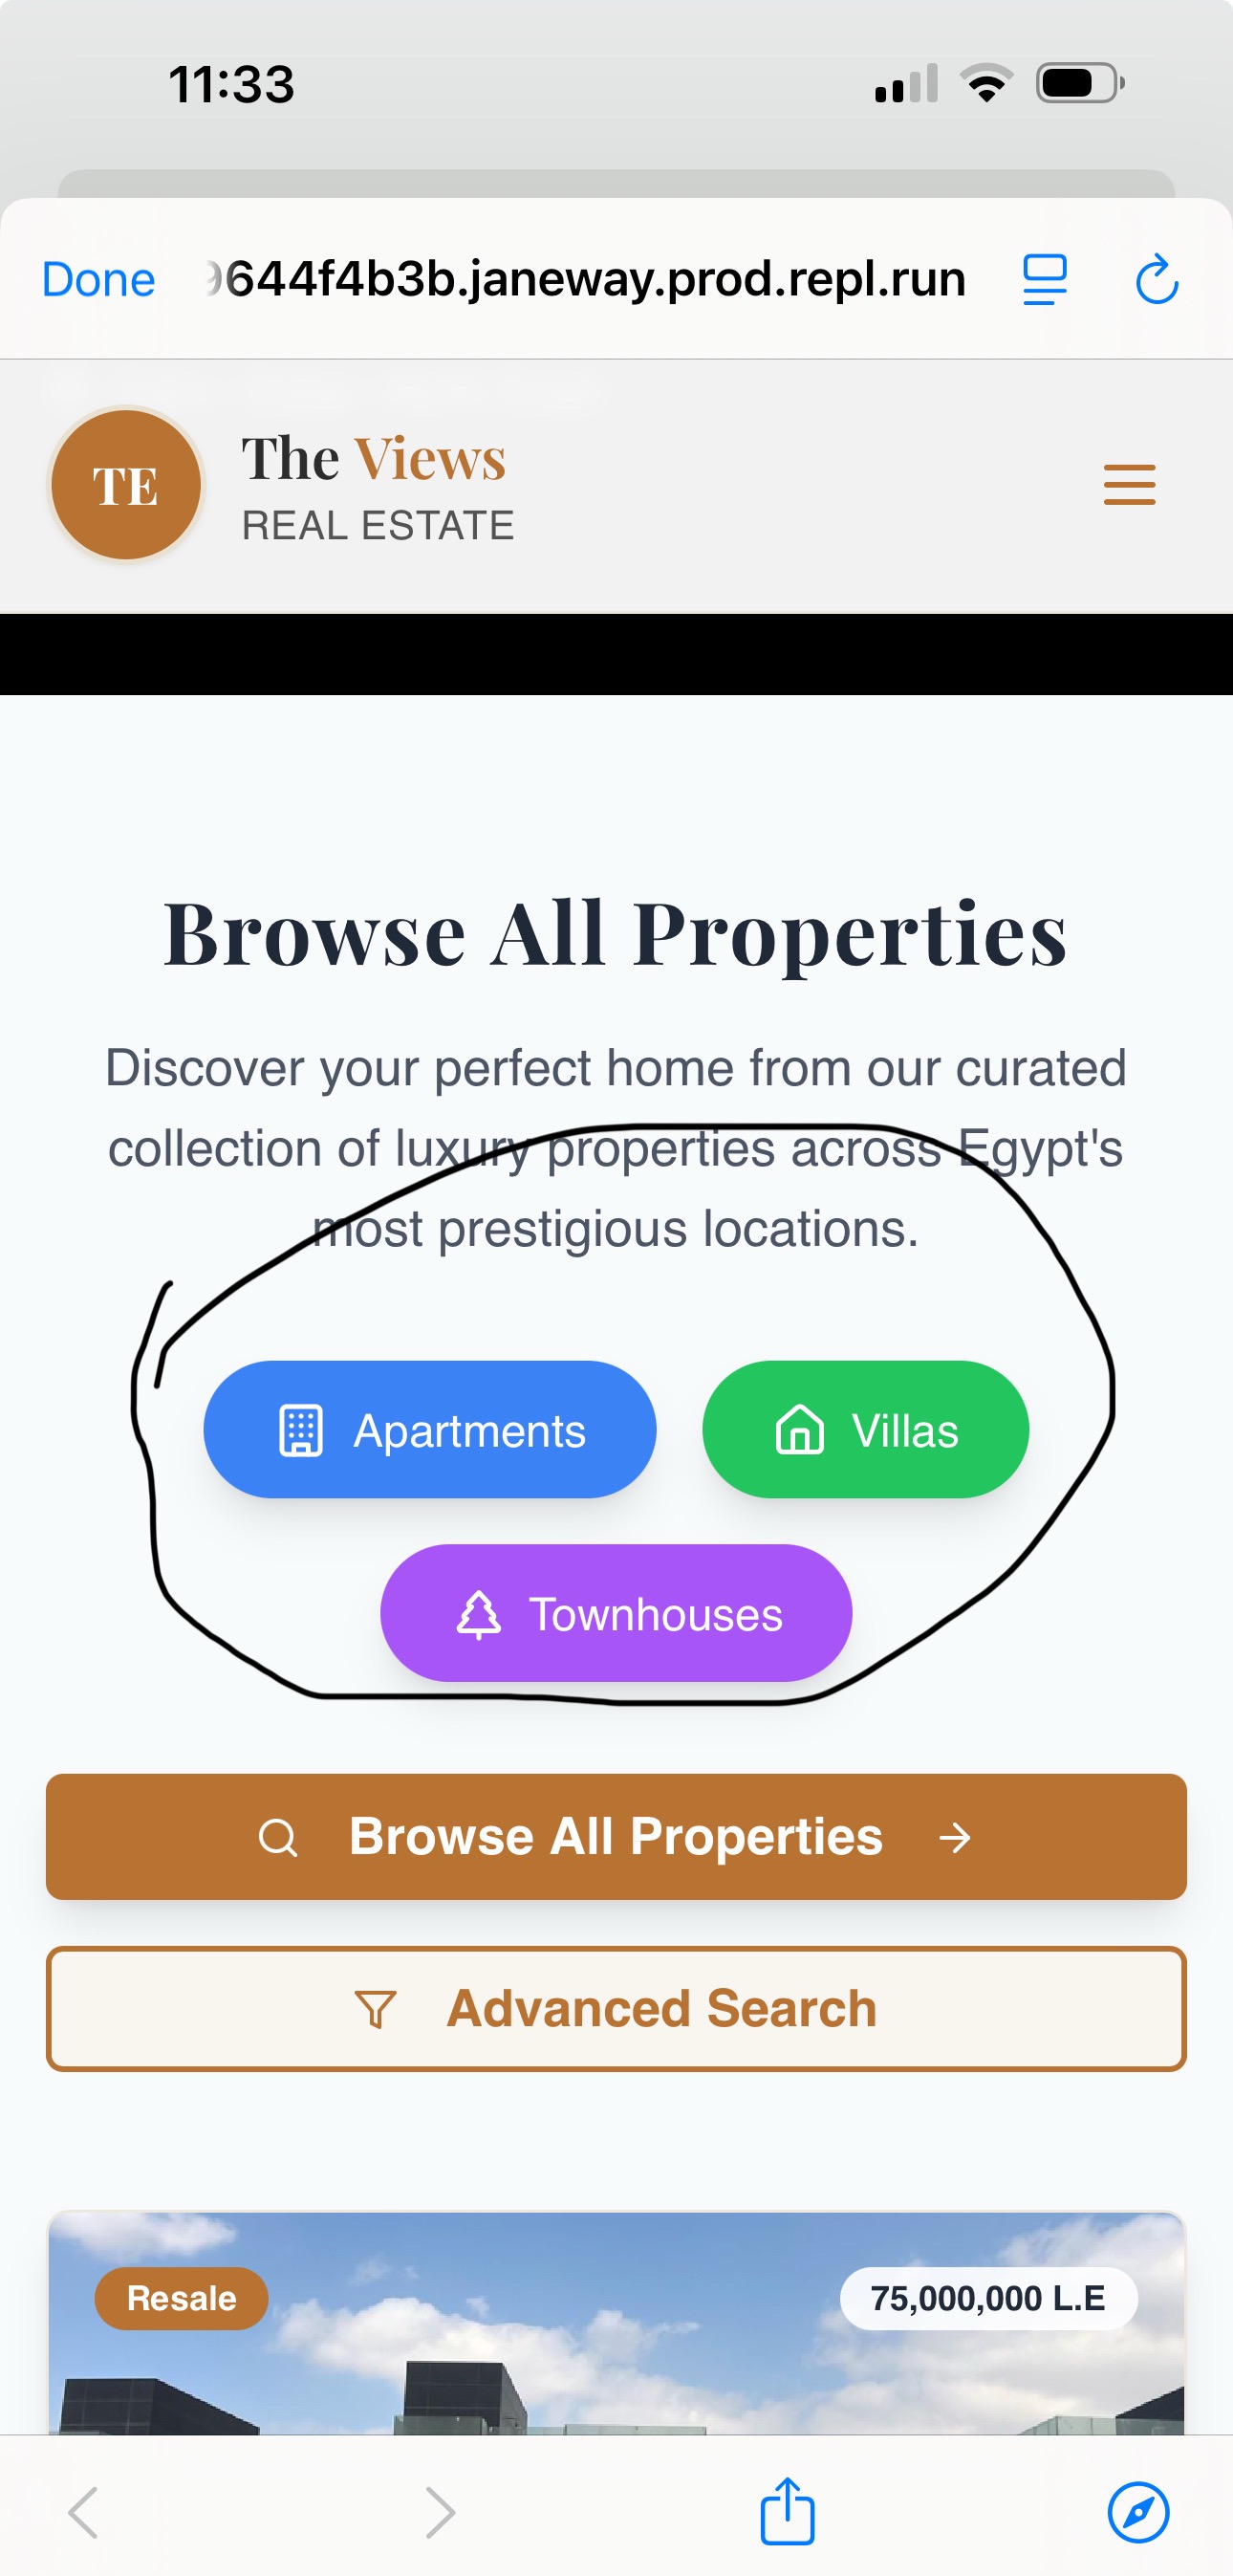 11:33
Done
9644f4b3b.janeway.prod.repl.run
TE
The Views
REAL ESTATE
Browse All Properties
Discover your perfect home from our curated
collection of luxury properties across Egypt's
most prestigious locations.
Apartments
Villas
Townhouses
Browse All Properties
Advanced Search
Resale
75,000,000 L.E